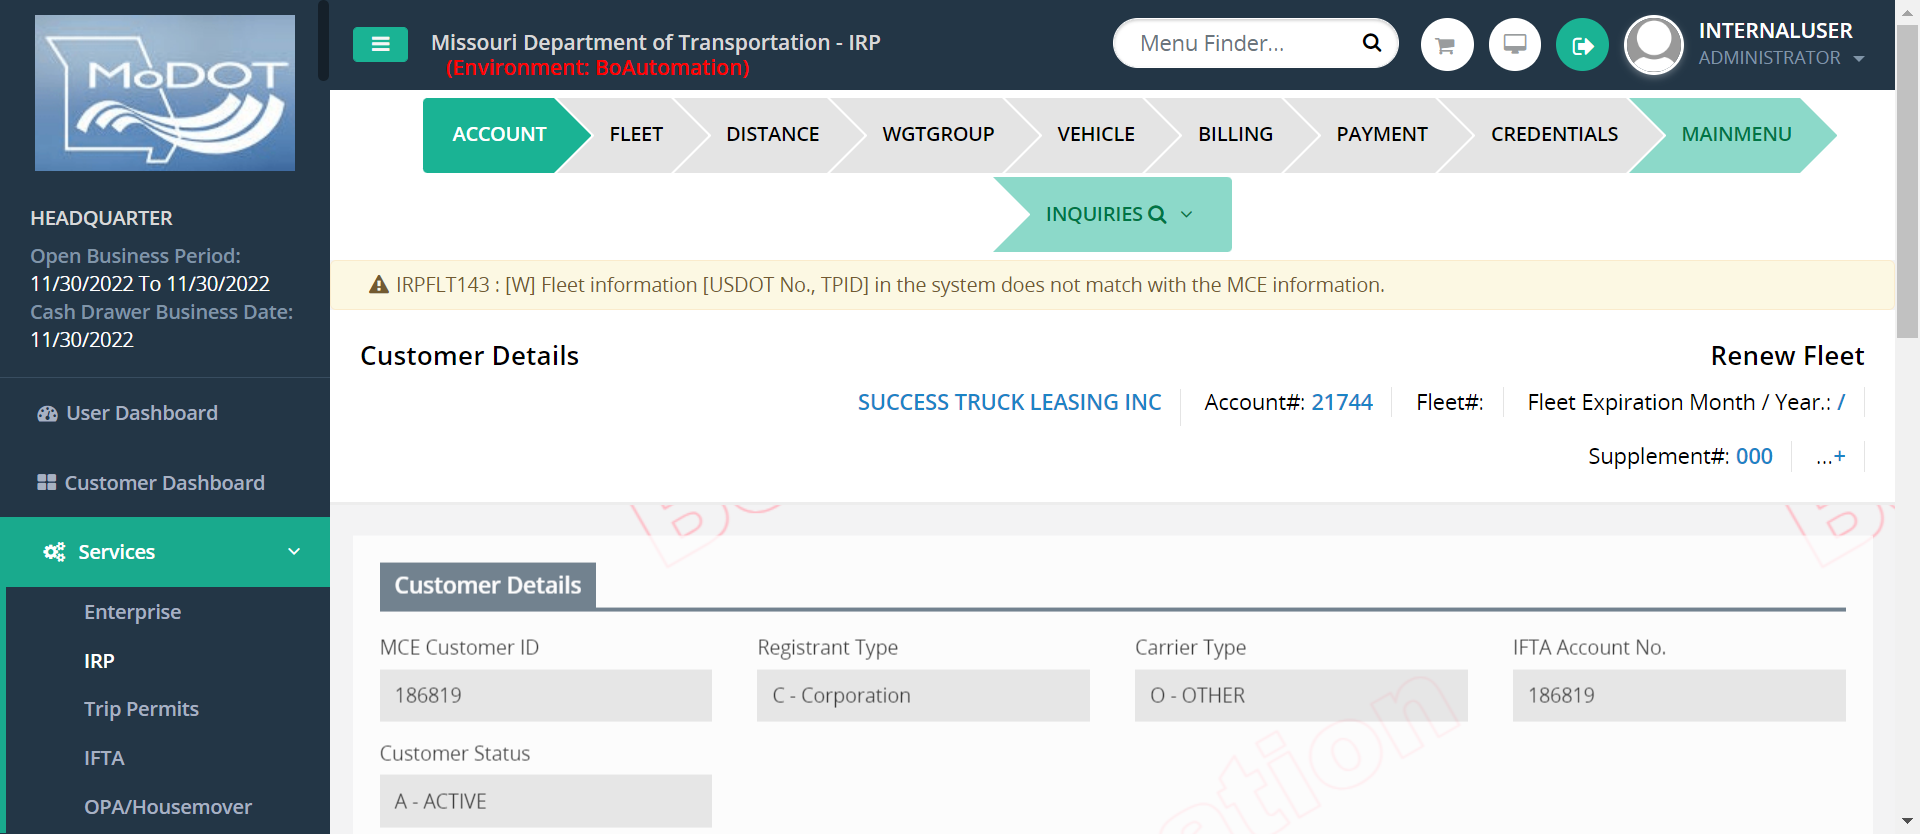 MoDOT
Missouri Department of Transportation - IRP
(Environment: BoAutomation)
Menu Finder...
INTERNALUSER
ADMINISTRATOR
HEADQUARTER
Open Business Period:
11/30/2022 To 11/30/2022
Cash Drawer Business Date:
11/30/2022
User Dashboard
Customer Dashboard
Services
Enterprise
IRP
Trip Permits
IFTA
OPA/Housemover
ACCOUNT FLEET DISTANCE WGTGROUP VEHICLE BILLING PAYMENT CREDENTIALS MAINMENU
INQUIRIES
IRPFLT143 : [W] Fleet information [USDOT No., TPID] in the system does not match with the MCE information.
Customer Details Renew Fleet
SUCCESS TRUCK LEASING INC Account#: 21744 Fleet#: Fleet Expiration Month / Year.: /
Supplement#: 000 ...+
Customer Details
MCE Customer ID Registrant Type Carrier Type IFTA Account No.
186819 C - Corporation O - OTHER 186819
Customer Status
A - ACTIVE